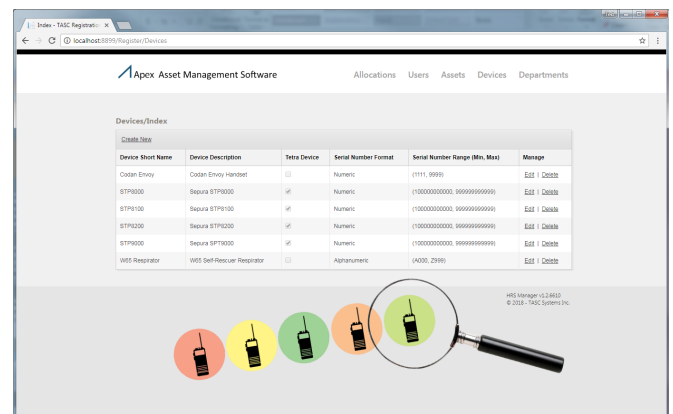 Index - TASC Registratio
localhost:8899/Register/Devices
Apex Asset Management Software
Allocations Users Assets Devices Departments
Devices/Index
Create New
Device Short Name Device Description Tetra Device Serial Number Format Serial Number Range (Min, Max) Manage
Codan Envoy Codan Envoy Handset Numeric (1111, 9999) Edit | Delete
STP8000 Sepura STP8000 Numeric (100000000000, 999999999999) Edit | Delete
STP8100 Sepura STP8100 Numeric (100000000000, 999999999999) Edit | Delete
STP8200 Sepura STP8200 Numeric (100000000000, 999999999999) Edit | Delete
STP9000 Sepura SPT9000 Numeric (100000000000, 999999999999) Edit | Delete
W65 Respirator W65 Self-Rescuer Respirator Alphanumeric (A000, Z999) Edit | Delete
HRS Manager v1.2.6610
© 2018 - TASC Systems Inc.